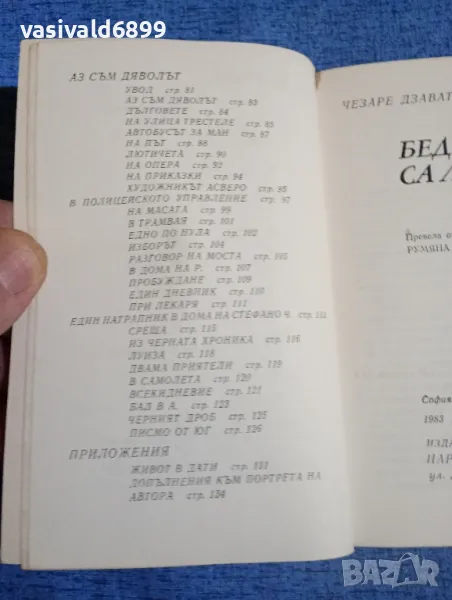 vasivald6899
АЗ СЪМ ДЯВОЛЪТ
УВОД стр. 81
АЗ СЪМ ДЯВОЛЪТ стр. 83
ДЪЛГОВЕТЕ стр. 84
НА УЛИЦА ТРЕСТЕЛЕ стр. 85
АВТОБУСЪТ ЗА МАН стр. 87
НА ПЪТ стр. 88
ЛЮТИЧЕТА стр. 90
НА ОПЕРА стр. 92
НА ПРИКАЗКИ стр. 94
ХУДОЖНИКЪТ АСВЕРО стр. 95
В ПОЛИЦЕЙСКОТО УПРАВЛЕНИЕ стр. 97
НА МАСАТА стр. 99
В ТРАМВАЯ стр. 101
ЕДНО ПО НУЛА стр. 102
ИЗБОРЪТ стр. 104
РАЗГОВОР НА МОСТА стр. 105
В ДОМА НА Р. стр. 107
ПРОБУЖДАНЕ стр. 109
ЕДИН ДНЕВНИК стр. 110
ПРИ ЛЕКАРЯ стр. 111
ЕДИН НАТРАПНИК В ДОМА НА СТЕФАНО Ч. стр.
СРЕЩА стр. 115
ИЗ ЧЕРНАТА ХРОНИКА стр. 116
ЛУИЗА стр. 118
ДВАМА ПРИЯТЕЛИ стр. 119
В САМОЛЕТА стр. 120
ВСЕКИДНЕВИЕ стр. 121
БАЛ В А. стр. 123
ЧЕРНИЯТ ДРОБ стр. 125
ПИСМО ОТ ЮГ стр. 126
ПРИЛОЖЕНИЯ
ЖИВОТ В ДАТИ стр. 133
ДОПЪЛНЕНИЯ КЪМ ПОРТРЕТА НА
АВТОРА стр. 134
ЧЕЗАРЕ ДЗАВАТ
БЕД
СА
Превела о
РУМЯНА
София
1983
ИЗДА
НАР
ул.
BAZAR
.bg